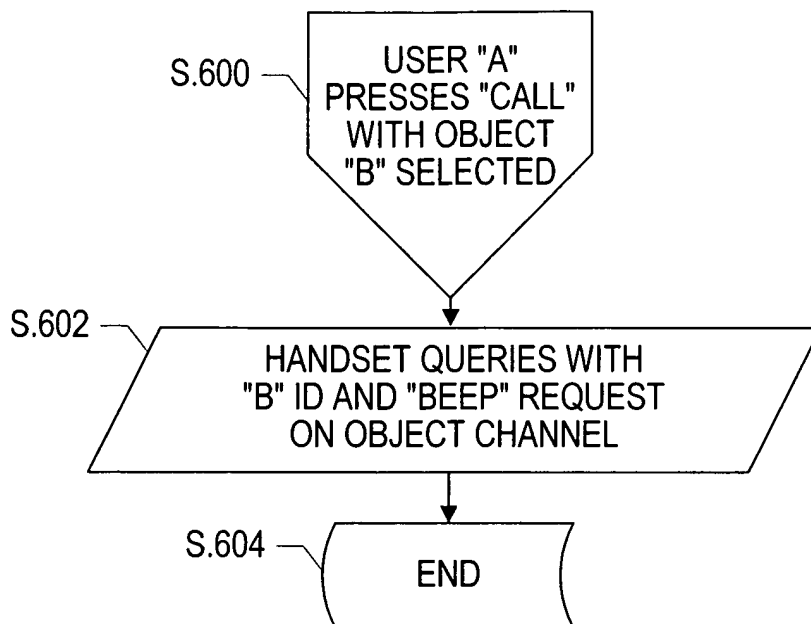 S.600
USER "A"
PRESSES "CALL"
WITH OBJECT
"B" SELECTED
S.602
HANDSET QUERIES WITH
"B" ID AND "BEEP" REQUEST
ON OBJECT CHANNEL
S.604
END